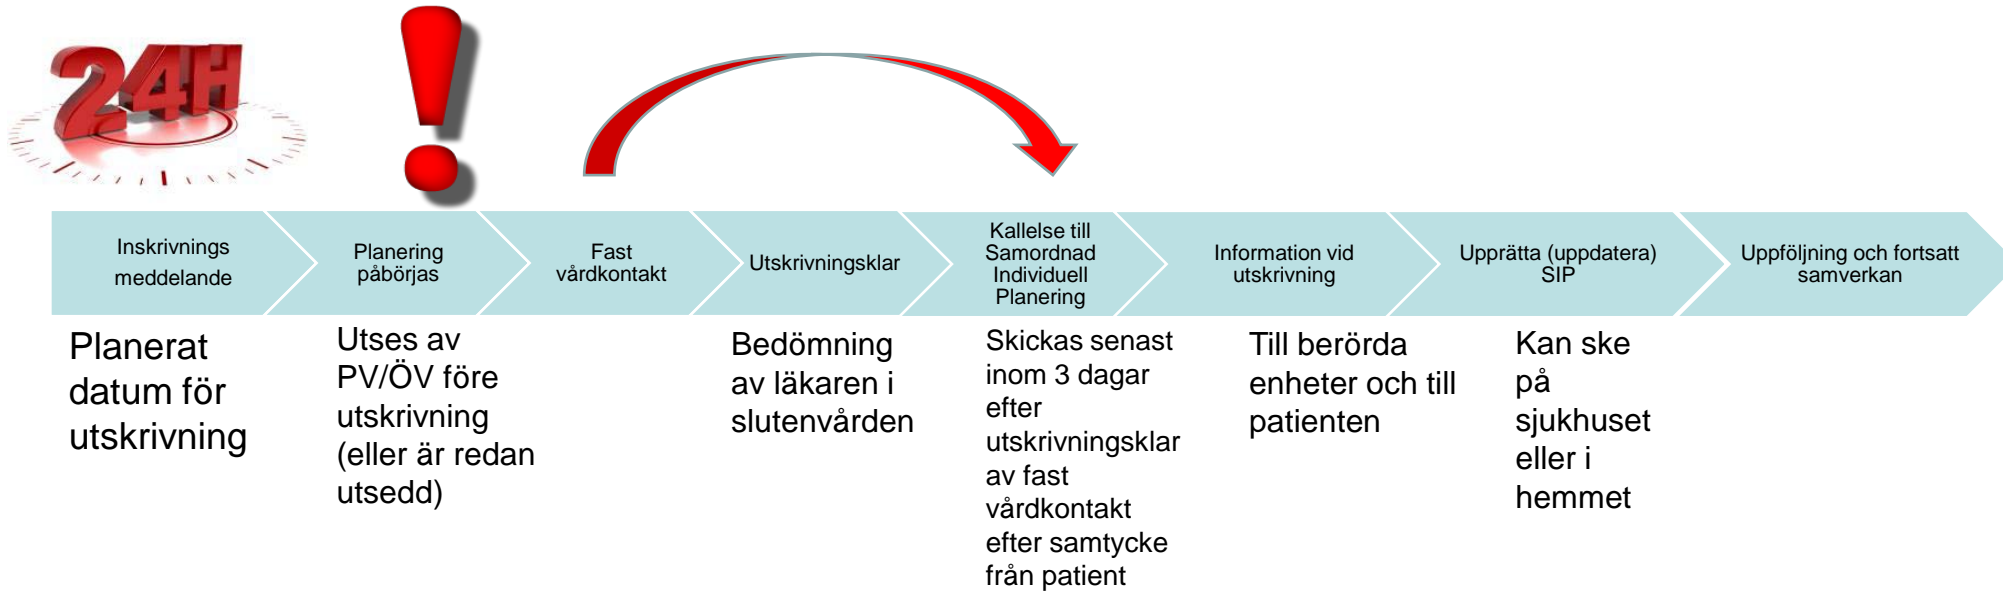 24H
Inskrivnings
meddelande
Planering
påbörjas
Fast
vårdkontakt
Utskrivningsklar
Kallelse till
Samordnad
Individuell
Planering
Information vid
utskrivning
Upprätta (uppdatera)
SIP
Uppföljning och fortsatt
samverkan
Planerat
datum för
utskrivning
Utses av
PV/ÖV före
utskrivning
(eller är redan
utsedd)
Bedömning
av läkaren i
slutenvården
Skickas senast
inom 3 dagar
efter
utskrivningsklar
av fast
vårdkontakt
efter samtycke
från patient
Till berörda
enheter och till
patienten
Kan ske
på
sjukhuset
eller i
hemmet